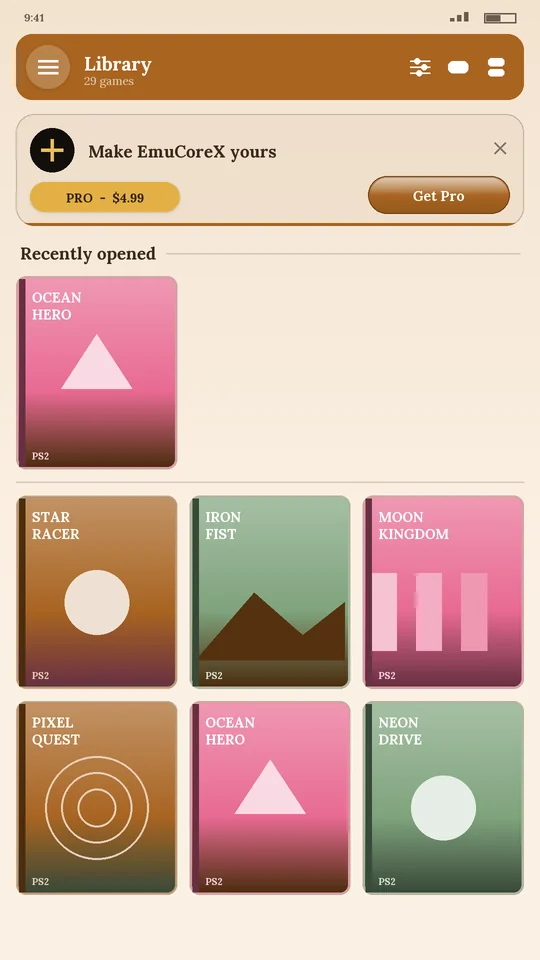 9:41
Library
29 games
Make EmuCoreX yours
PRO - $4.99
Get Pro
Recently opened
OCEAN
HERO
PS2
STAR
RACER
PS2
IRON
FIST
PS2
MOON
KINGDOM
PS2
PIXEL
QUEST
PS2
OCEAN
HERO
PS2
NEON
DRIVE
PS2